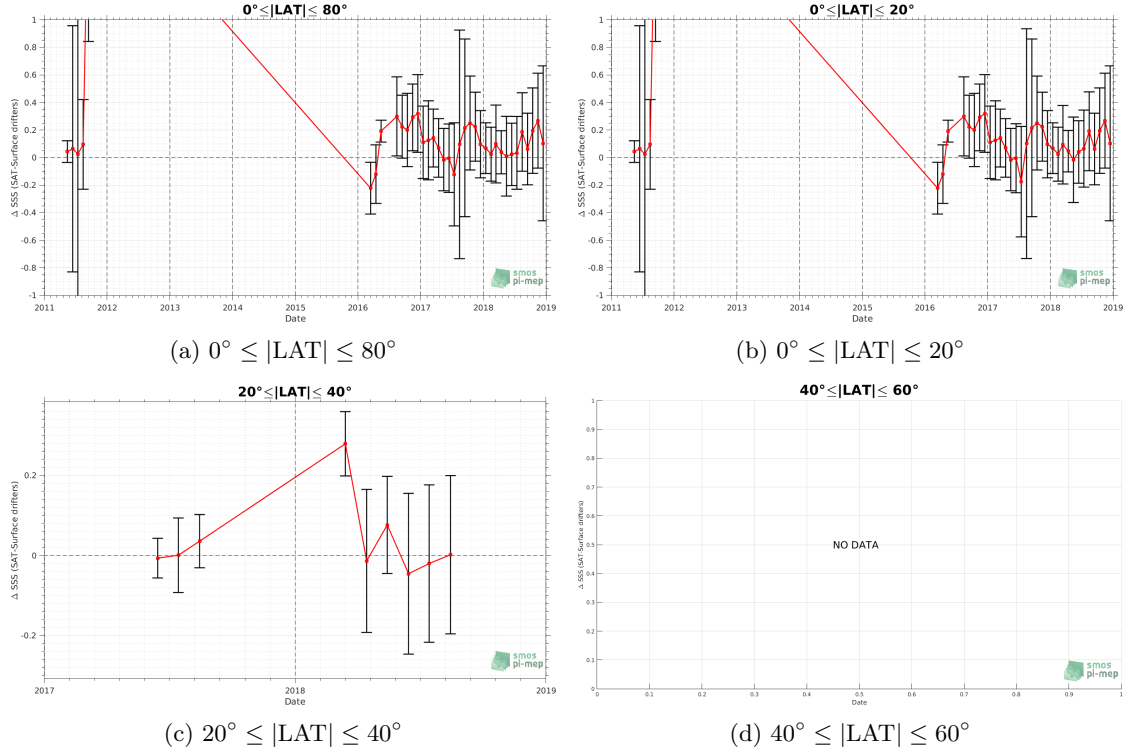 0°≤|LAT|≤ 80°
1
0.8
0.6
0.4
0.2
0
-0.2
-0.4
-0.6
-0.8
-1
Δ SSS (SAT-Surface drifters)
2011 2012 2013 2014 2015 2016 2017 2018 2019
Date
smos
pi-mep
(a) 0° ≤ |LAT| ≤ 80°
0°≤|LAT|≤ 20°
1
0.8
0.6
0.4
0.2
0
-0.2
-0.4
-0.6
-0.8
-1
Δ SSS (SAT-Surface drifters)
2011 2012 2013 2014 2015 2016 2017 2018 2019
Date
smos
pi-mep
(b) 0° ≤ |LAT| ≤ 20°
20°≤|LAT|≤ 40°
0.2
0
-0.2
Δ SSS (SAT-Surface drifters)
2017 2018 2019
Date
smos
pi-mep
(c) 20° ≤ |LAT| ≤ 40°
40°≤|LAT|≤ 60°
1
0.9
0.8
0.7
0.6
0.5
0.4
0.3
0.2
0.1
0
Δ SSS (SAT-Surface drifters)
NO DATA
0 0.1 0.2 0.3 0.4 0.5 0.6 0.7 0.8 0.9 1
Date
smos
pi-mep
(d) 40° ≤ |LAT| ≤ 60°